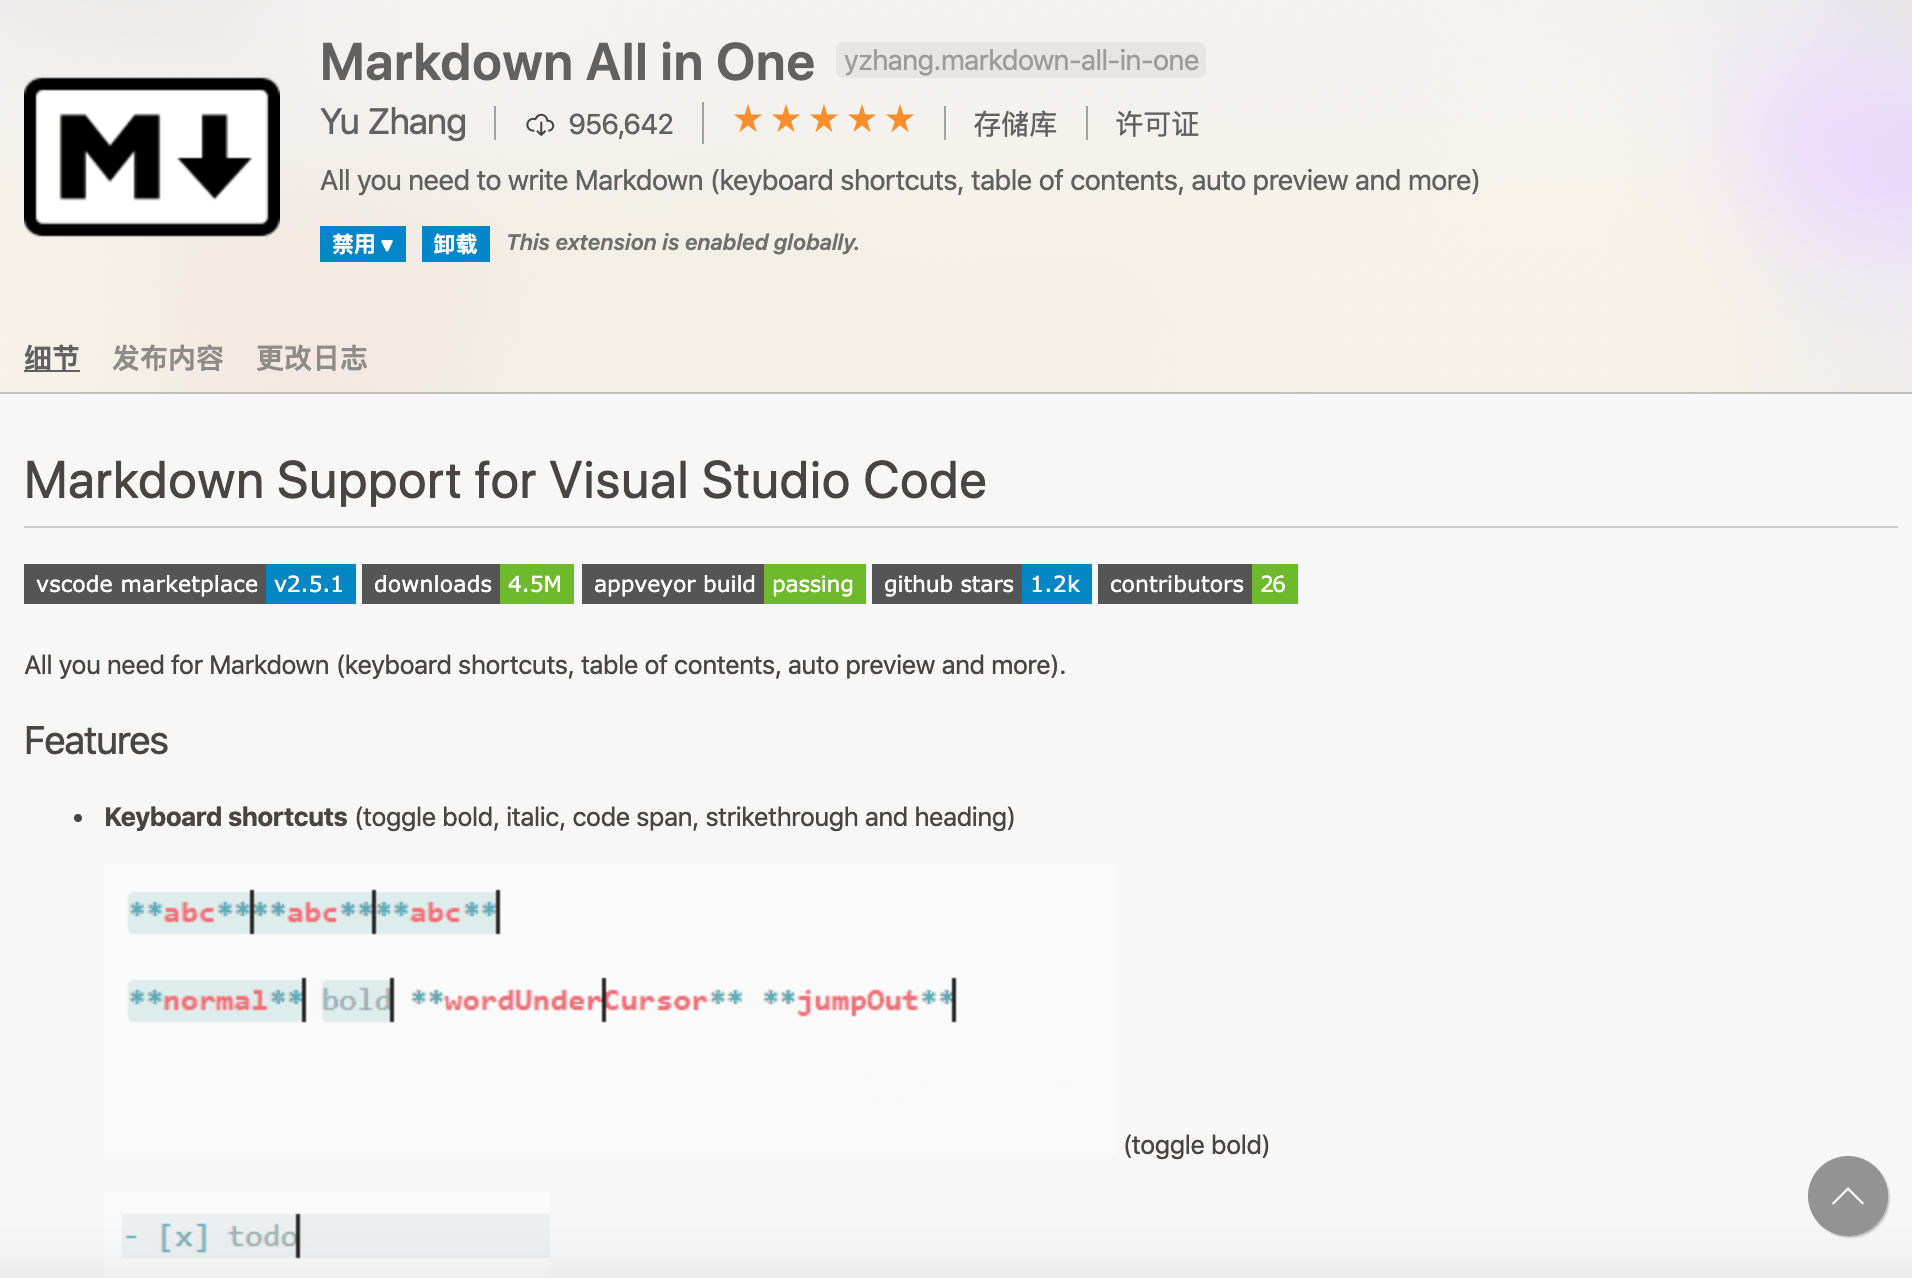 Markdown All in One yzhang.markdown-all-in-one
Yu Zhang 956,642 ★★★★★ 存储库 许可证
All you need to write Markdown (keyboard shortcuts, table of contents, auto preview and more)
禁用▼ 卸载 This extension is enabled globally.
M
细节 发布内容 更改日志
Markdown Support for Visual Studio Code
vscode marketplace v2.5.1 downloads 4.5M appveyor build passing github stars 1.2k contributors 26
All you need for Markdown (keyboard shortcuts, table of contents, auto preview and more).
Features
• Keyboard shortcuts (toggle bold, italic, code span, strikethrough and heading)
**abc****abc****abc**
**normal** bold **wordUnderCursor** **jumpOut**
(toggle bold)
- [x] todo